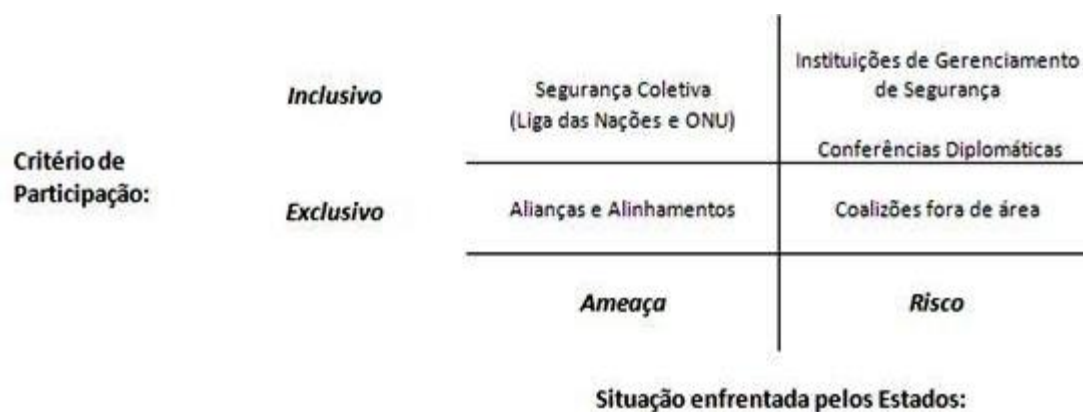 Inclusivo
Segurança Coletiva
(Liga das Nações e ONU)
Instituições de Gerenciamento
de Segurança
Conferências Diplomáticas
Critério de
Participação:
Exclusivo
Alianças e Alinhamentos
Coalizões fora de área
Ameaça
Risco
Situação enfrentada pelos Estados: